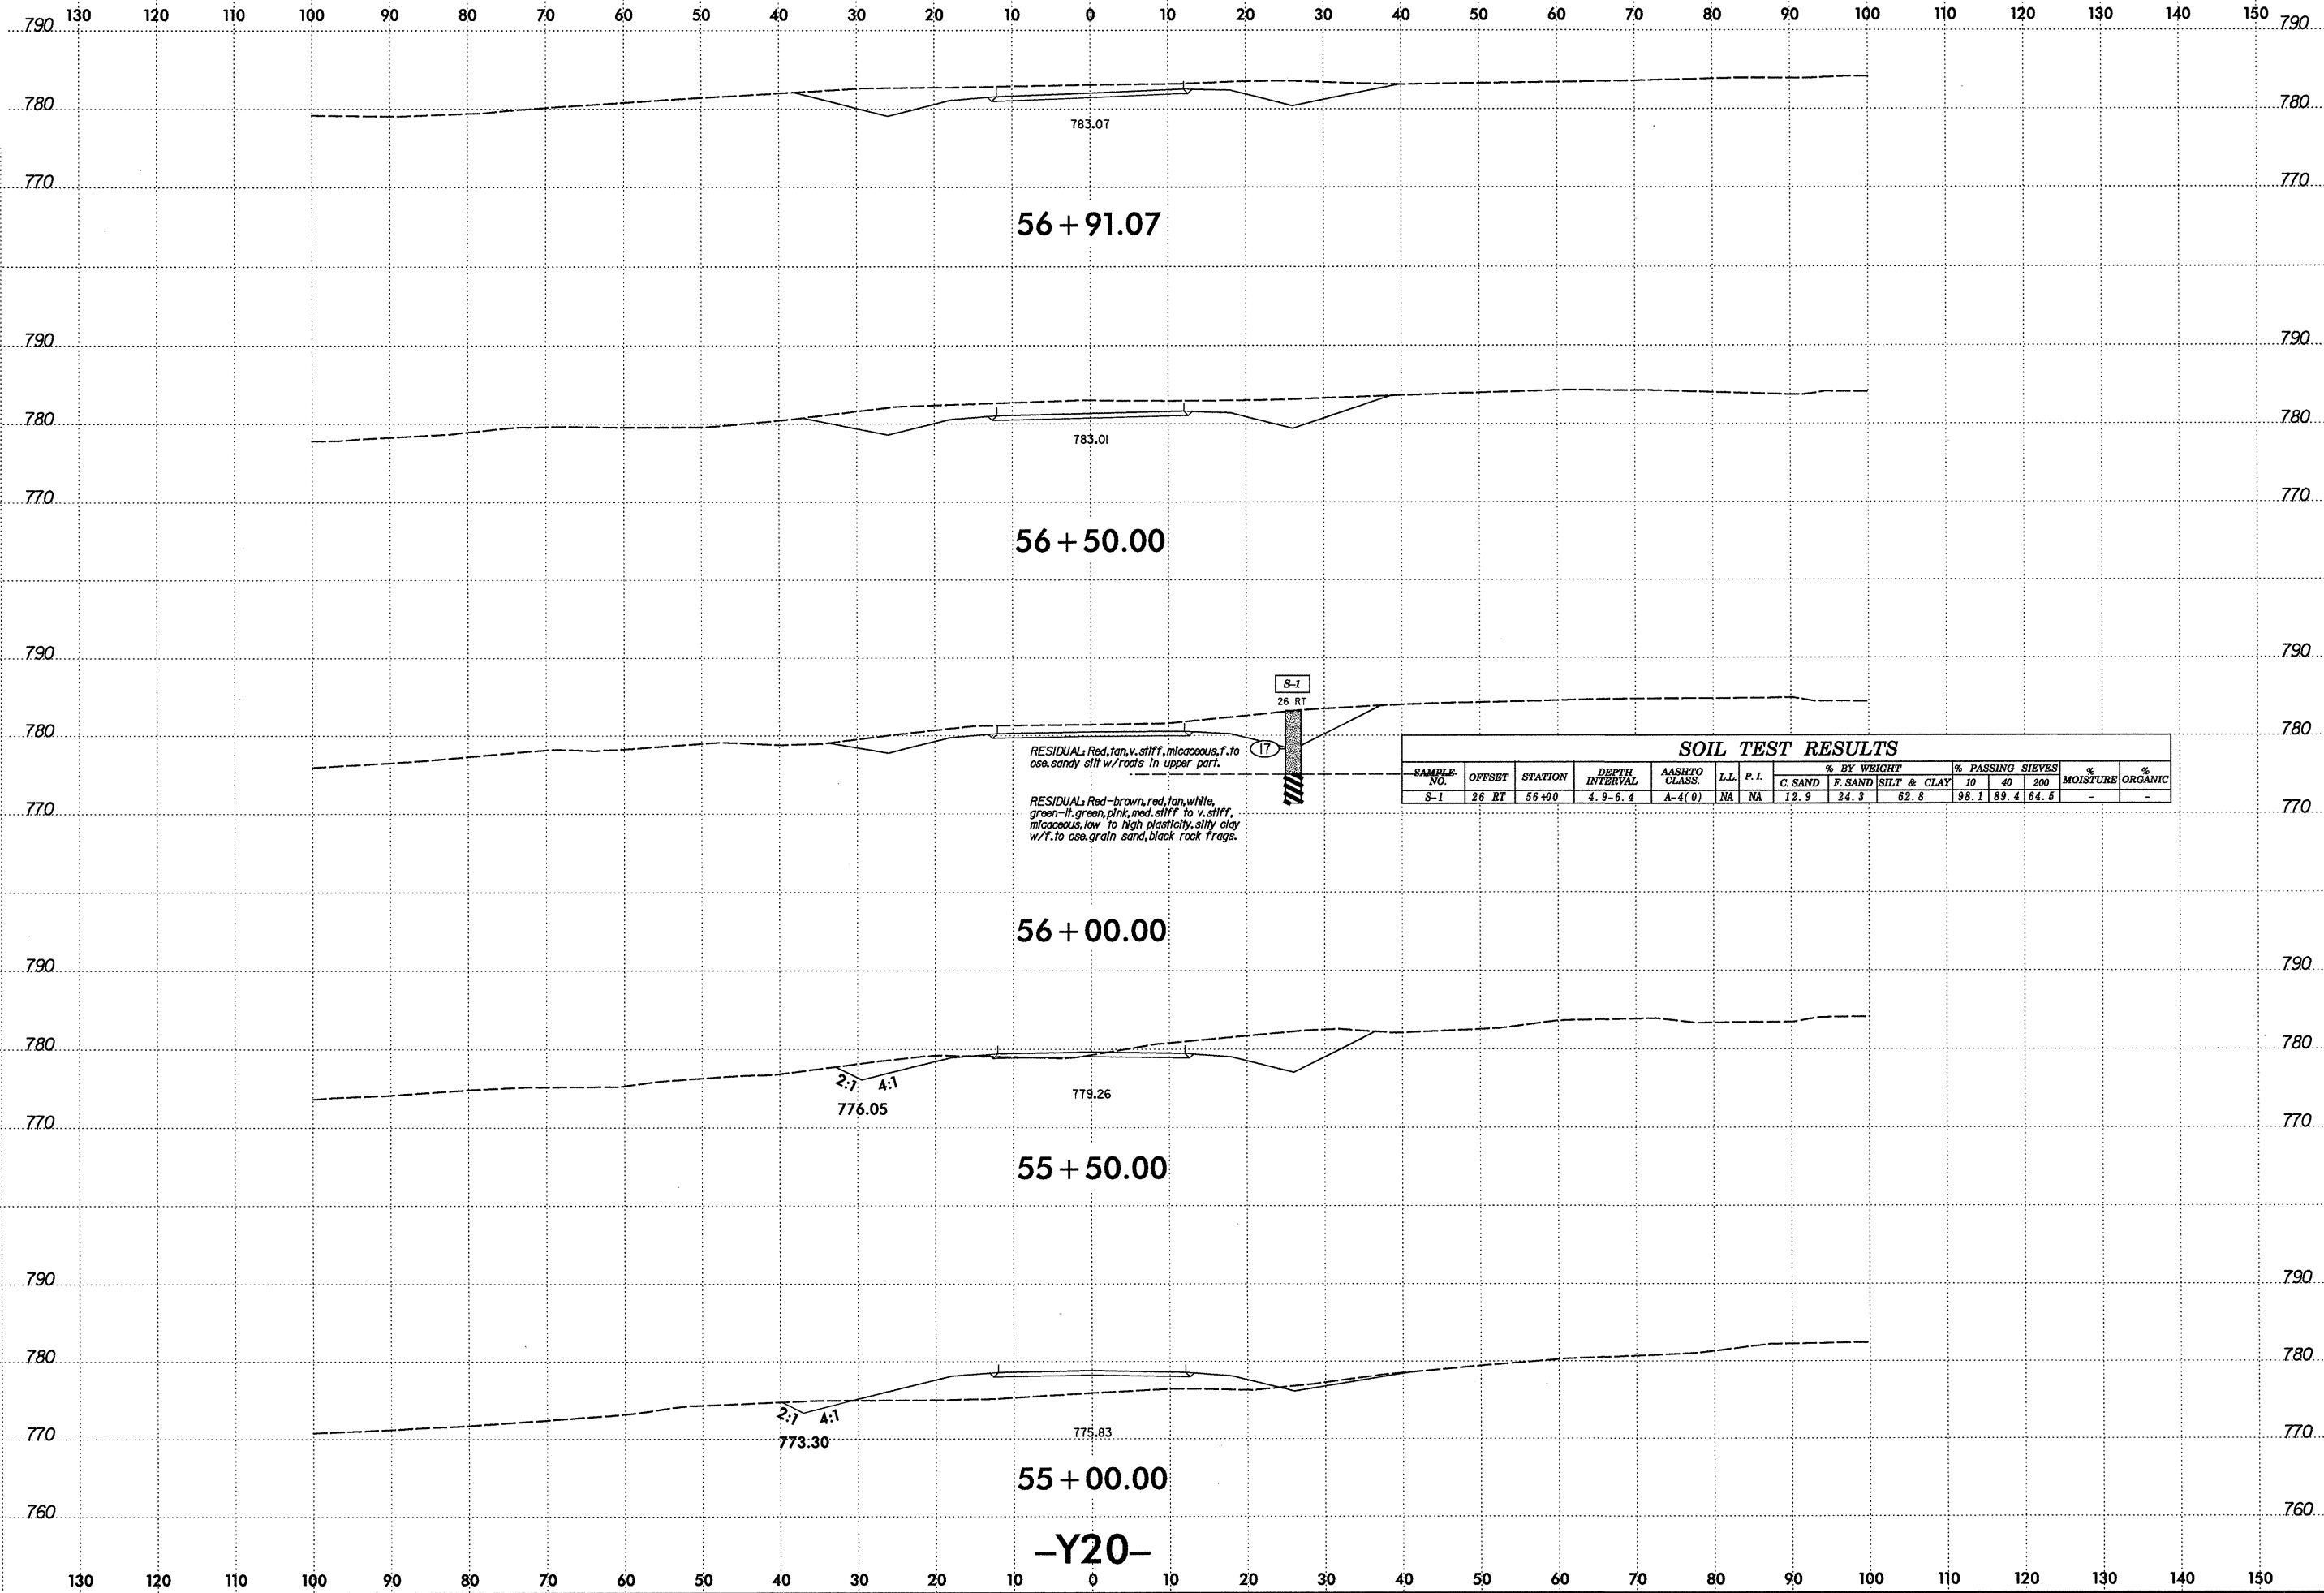 130 120 110 100 90 80 70 60 50 40 30 20 10 0 10 20 30 40 50 60 70 80 90 100 110 120 130 140 150
790 790
780 780
783.07
770 770
56+91.07
790 790
780 780
783.01
770 770
56+50.00
790 790
S-1
26 RT
780 780
17
RESIDUAL: Red, tan, v. stiff, micaceous, f. to
cse. sandy silt w/roots in upper part.
SOIL TEST RESULTS
SAMPLE NO. OFFSET STATION DEPTH INTERVAL AASHTO CLASS. L.L. P.I. % BY WEIGHT % PASSING SIEVES % MOISTURE % ORGANIC
C. SAND F. SAND SILT & CLAY 10 40 200
S-1 26 RT 56+00 4.9-6.4 A-4(0) NA NA 12.9 24.3 62.8 98.1 89.4 64.5 - -
RESIDUAL: Red-brown, red, tan, white,
green-lt. green, pink, med. stiff to v. stiff,
micaceous, low to high plasticity, silty clay
w/f. to cse. grain sand, black rock frags.
770 770
56+00.00
790 790
780 780
2:1 4:1
776.05
779.26
770 770
55+50.00
790 790
780 780
2:1 4:1
773.30
775.83
770 770
55+00.00
760 760
-Y20-
130 120 110 100 90 80 70 60 50 40 30 20 10 0 10 20 30 40 50 60 70 80 90 100 110 120 130 140 150